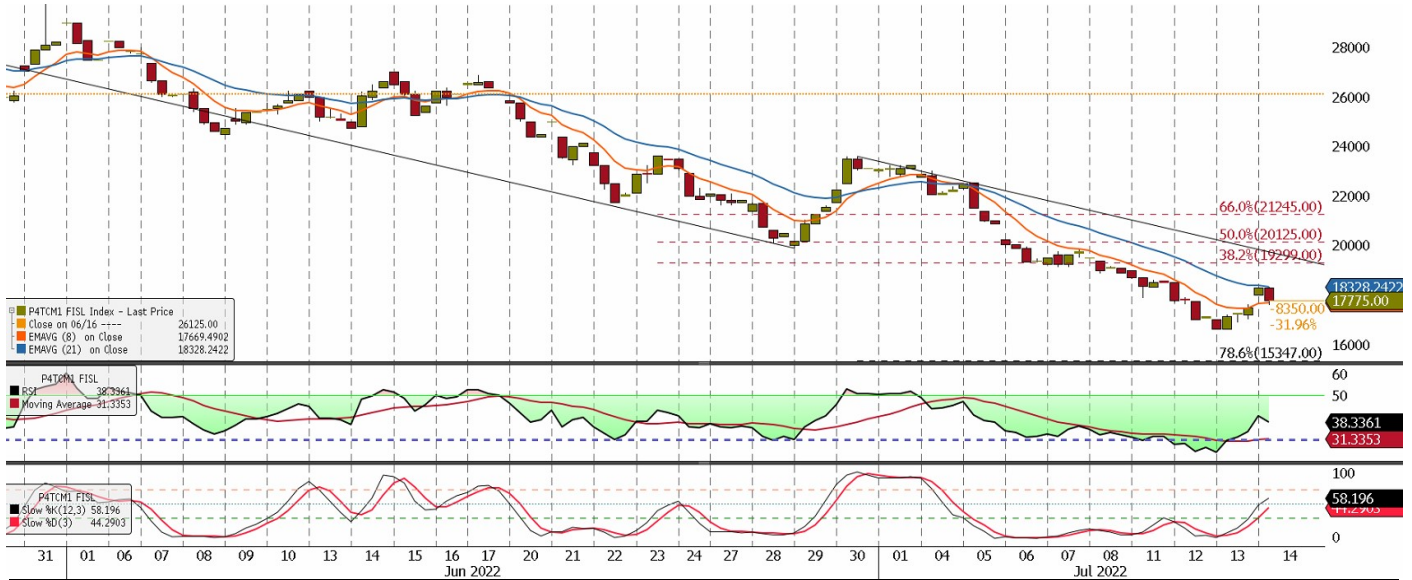 28000
26000
24000
22000
66.0%(21245.00)
50.0%(20125.00)
20000
38.2%(19299.00)
18328.2422
17775.00
-8350.00
-31.96%
16000
78.6%(15347.00)
P4TCM1 FISL Index - Last Price
Close on 06/16 ---- 26125.00
EMAVG (8) on Close 17669.4902
EMAVG (21) on Close 18328.2422
P4TCM1 FISL
RSI 38.3361
Moving Average 31.3353
60
50
38.3361
31.3353
P4TCM1 FISL
Slow %K(12,3) 58.196
Slow %D(3) 44.2903
100
58.196
44.2903
0
31 01 06 07 08 09 10 13 14 15 16 17 20 21 22 23 24 27 28 29 30 01 04 05 06 07 08 11 12 13 14
Jun 2022 Jul 2022